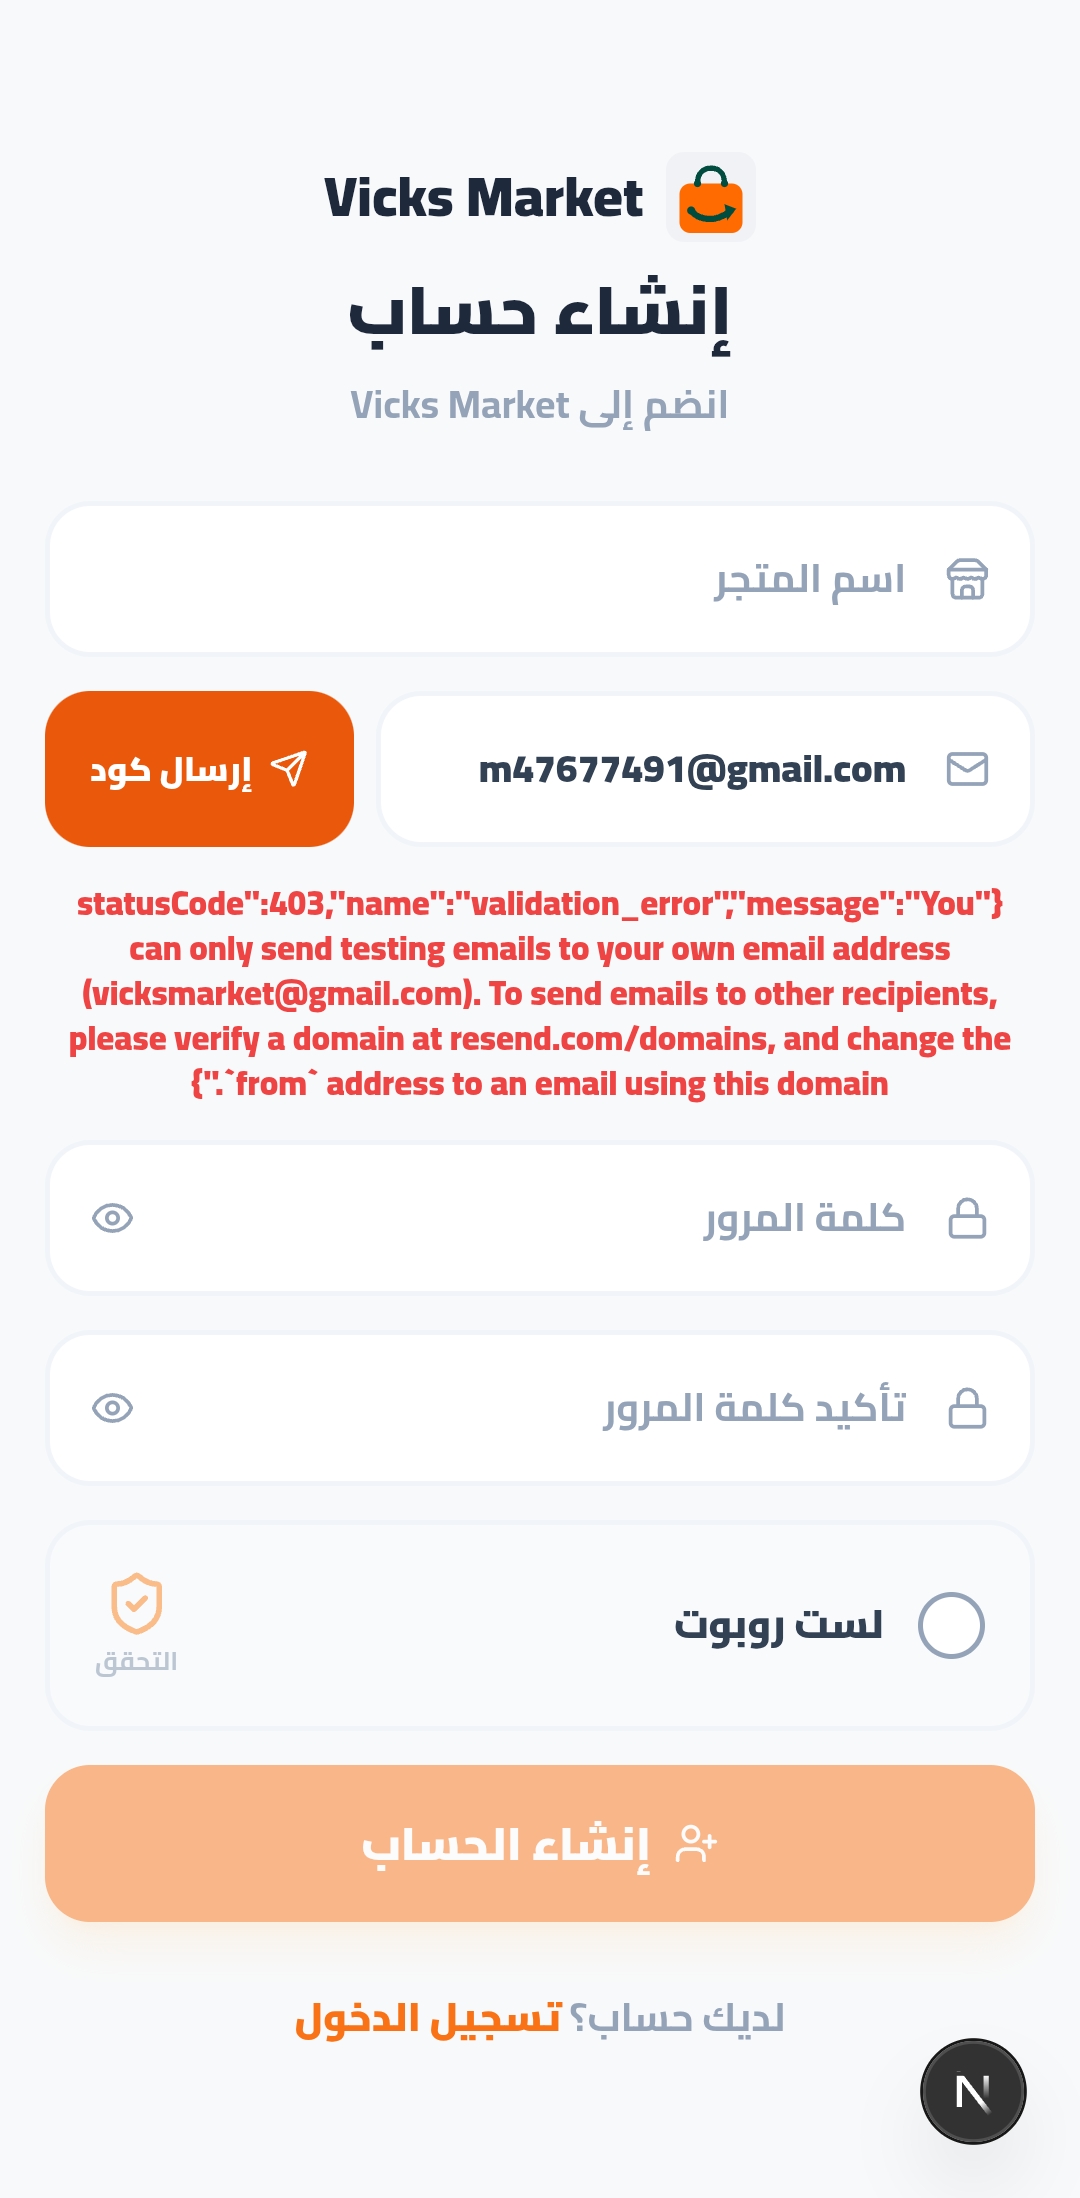 Vicks Market
إنشاء حساب
انضم إلى Vicks Market
اسم المتجر
m47677491@gmail.com
إرسال كود
statusCode":403,"name":"validation_error","message":"You"}
can only send testing emails to your own email address
(vicksmarket@gmail.com). To send emails to other recipients,
please verify a domain at resend.com/domains, and change the
{".`from` address to an email using this domain
كلمة المرور
تأكيد كلمة المرور
لست روبوت
التحقق
إنشاء الحساب
لديك حساب؟ تسجيل الدخول
N